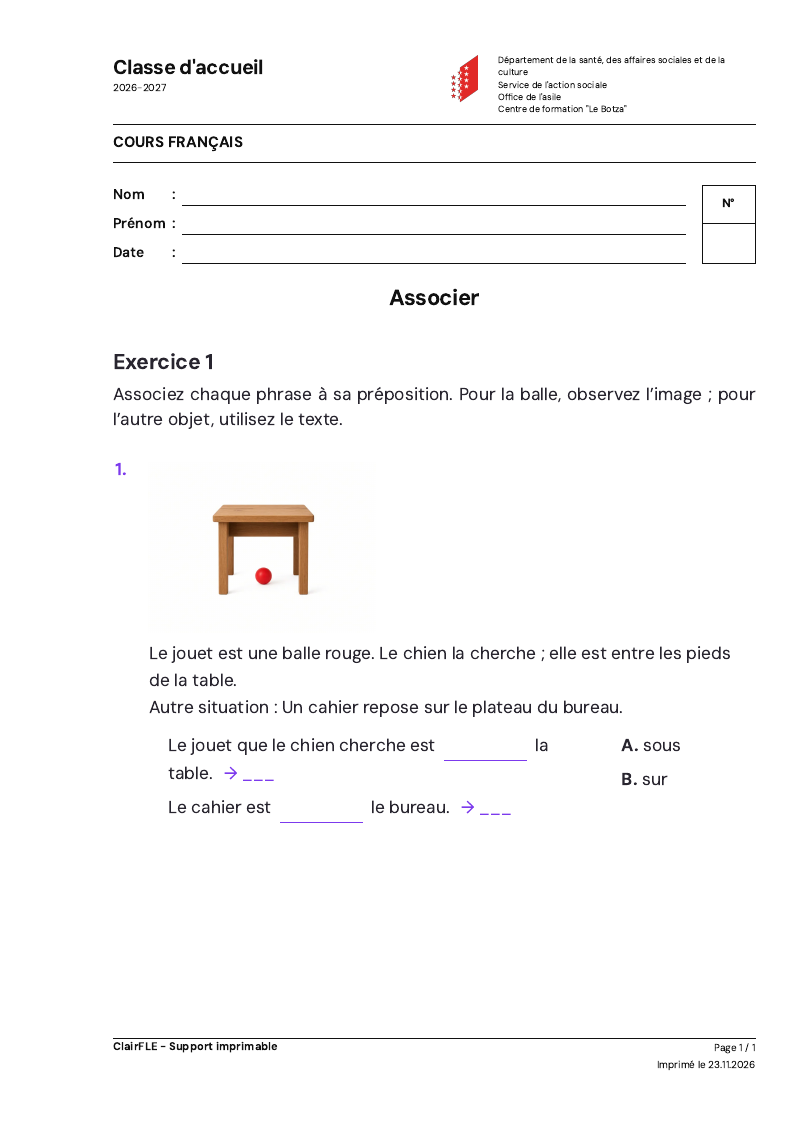 Classe d'accueil
2026-2027
Département de la santé, des affaires sociales et de la
culture
Service de l'action sociale
Office de l'asile
Centre de formation "Le Botza"
COURS FRANÇAIS
Nom :
Prénom :
Date :
N°
Associer
Exercice 1
Associez chaque phrase à sa préposition. Pour la balle, observez l’image ; pour
l’autre objet, utilisez le texte.
1.
Le jouet est une balle rouge. Le chien la cherche ; elle est entre les pieds
de la table.
Autre situation : Un cahier repose sur le plateau du bureau.
Le jouet que le chien cherche est ________ la
table. → ___
Le cahier est ________ le bureau. → ___
A. sous
B. sur
ClairFLE - Support imprimable
Page 1 / 1
Imprimé le 23.11.2026